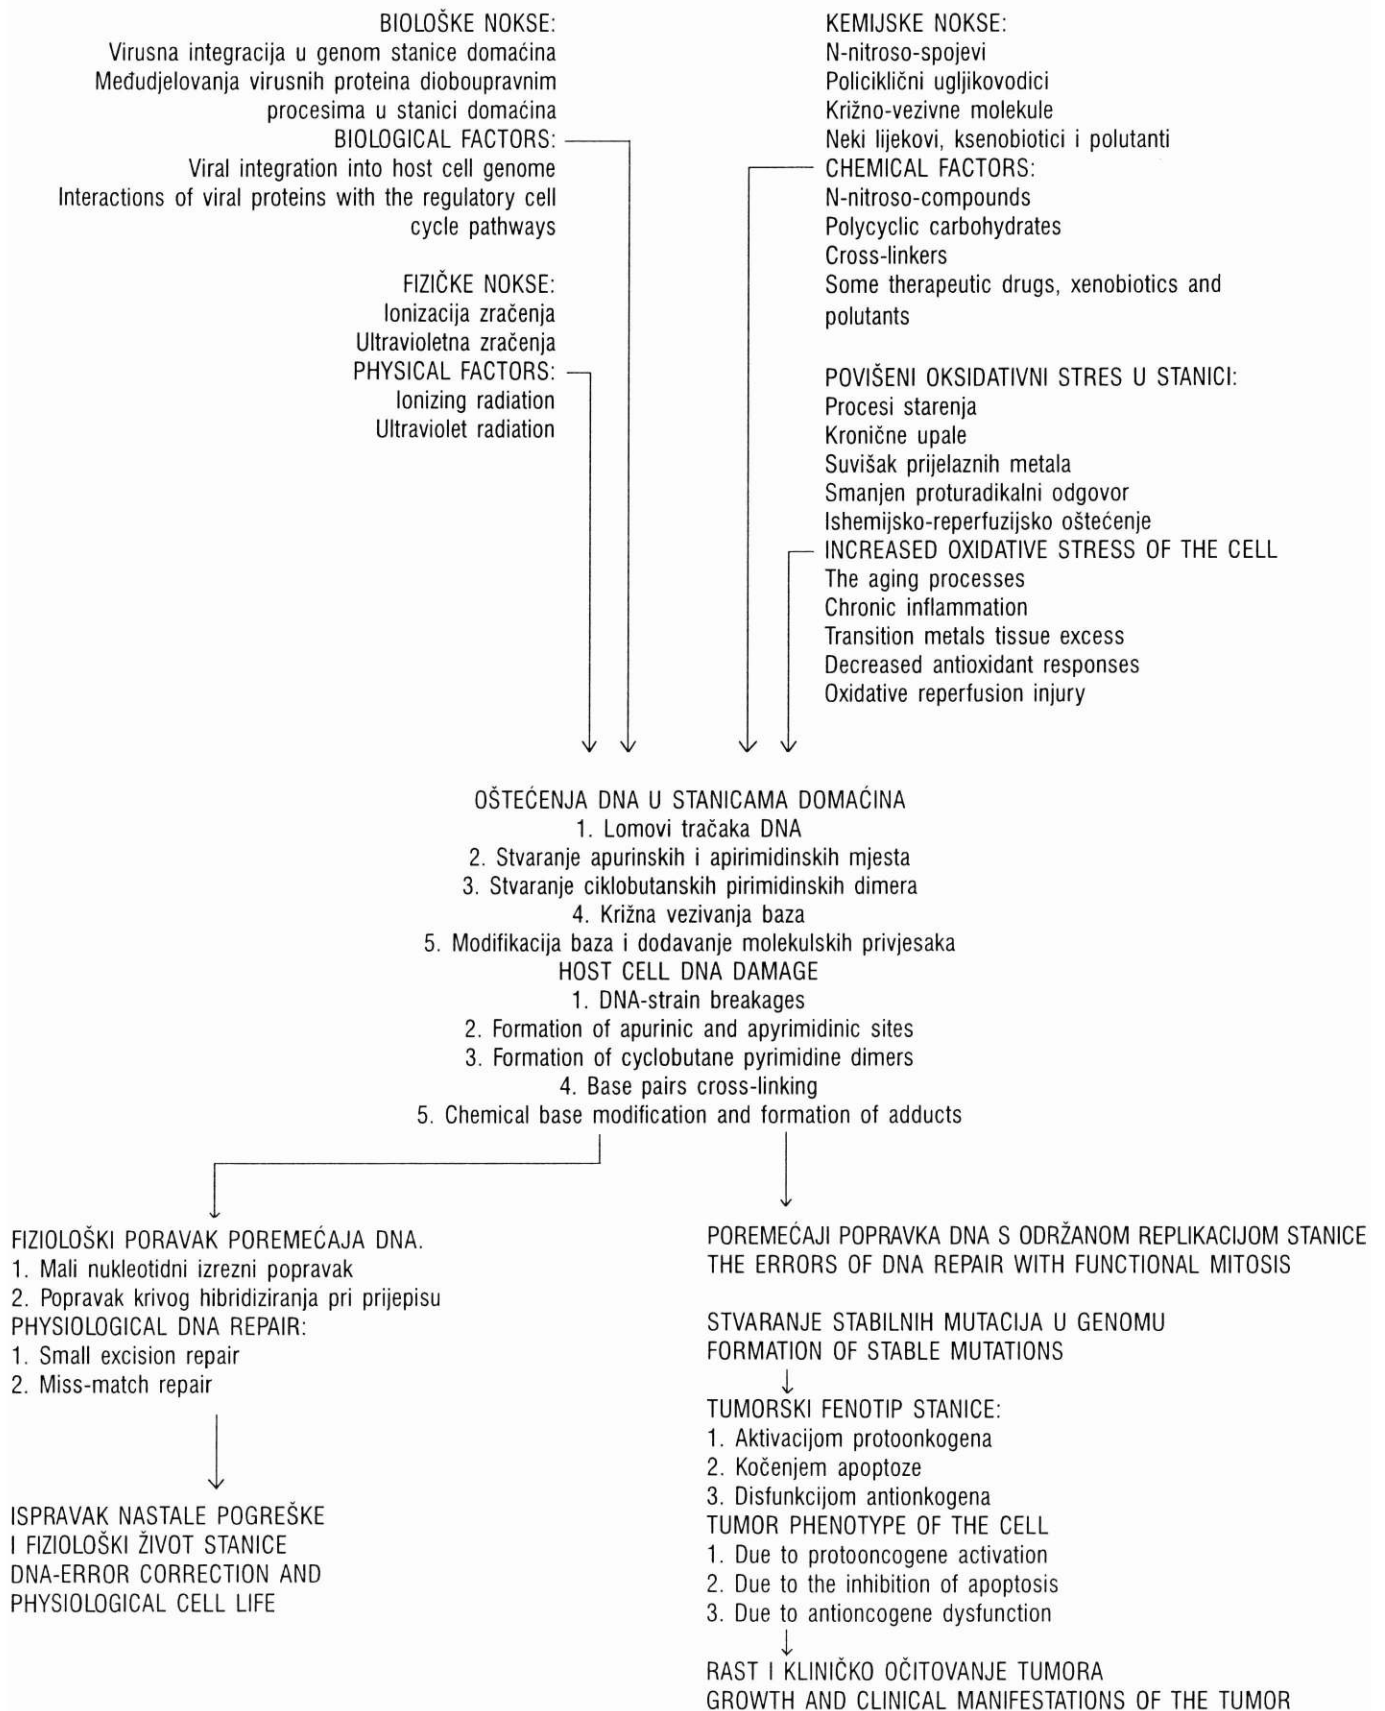 BIOLOŠKE NOKSE:
Virusna integracija u genom stanice domaćina
Međudjelovanja virusnih proteina dioboupravnim
procesima u stanici domaćina
BIOLOGICAL FACTORS:
Viral integration into host cell genome
Interactions of viral proteins with the regulatory cell
cycle pathways
FIZIČKE NOKSE:
Ionizacija zračenja
Ultravioletna zračenja
PHYSICAL FACTORS:
Ionizing radiation
Ultraviolet radiation
KEMIJSKE NOKSE:
N-nitroso-spojevi
Policiklični ugljikovodici
Križno-vezivne molekule
Neki lijekovi, ksenobiotici i polutanti
CHEMICAL FACTORS:
N-nitroso-compounds
Polycyclic carbohydrates
Cross-linkers
Some therapeutic drugs, xenobiotics and
polutants
POVIŠENI OKSIDATIVNI STRES U STANICI:
Procesi starenja
Kronične upale
Suvišak prijelaznih metala
Smanjen proturadikalni odgovor
Ishemijsko-reperfuzijsko oštećenje
INCREASED OXIDATIVE STRESS OF THE CELL
The aging processes
Chronic inflammation
Transition metals tissue excess
Decreased antioxidant responses
Oxidative reperfusion injury
OŠTEĆENJA DNA U STANICAMA DOMAĆINA
1. Lomovi tračaka DNA
2. Stvaranje apurinskih i apirimidinskih mjesta
3. Stvaranje ciklobutanskih pirimidinskih dimera
4. Križna vezivanja baza
5. Modifikacija baza i dodavanje molekulskih privjesaka
HOST CELL DNA DAMAGE
1. DNA-strain breakages
2. Formation of apurinic and apyrimidinic sites
3. Formation of cyclobutane pyrimidine dimers
4. Base pairs cross-linking
5. Chemical base modification and formation of adducts
FIZIOLOŠKI PORAVAK POREMEĆAJA DNA.
1. Mali nukleotidni izrezni popravak
2. Popravak krivog hibridiziranja pri prijepisu
PHYSIOLOGICAL DNA REPAIR:
1. Small excision repair
2. Miss-match repair
ISPRAVAK NASTALE POGREŠKE
I FIZIOLOŠKI ŽIVOT STANICE
DNA-ERROR CORRECTION AND
PHYSIOLOGICAL CELL LIFE
POREMEĆAJI POPRAVKA DNA S ODRŽANOM REPLIKACIJOM STANICE
THE ERRORS OF DNA REPAIR WITH FUNCTIONAL MITOSIS
STVARANJE STABILNIH MUTACIJA U GENOMU
FORMATION OF STABLE MUTATIONS
TUMORSKI FENOTIP STANICE:
1. Aktivacijom protoonkogena
2. Kočenjem apoptoze
3. Disfunkcijom antionkogena
TUMOR PHENOTYPE OF THE CELL
1. Due to protooncogene activation
2. Due to the inhibition of apoptosis
3. Due to antioncogene dysfunction
RAST I KLINIČKO OČITOVANJE TUMORA
GROWTH AND CLINICAL MANIFESTATIONS OF THE TUMOR